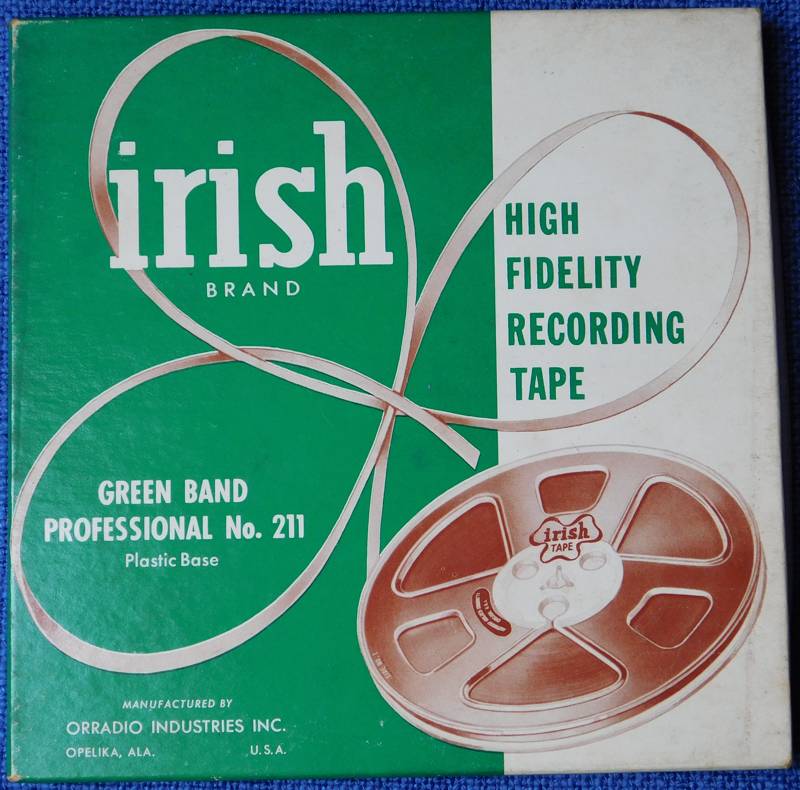 irish
BRAND
HIGH
FIDELITY
RECORDING
TAPE
GREEN BAND
PROFESSIONAL No. 211
Plastic Base
irish
TAPE
MANUFACTURED BY
ORRADIO INDUSTRIES INC.
OPELIKA, ALA. U.S.A.